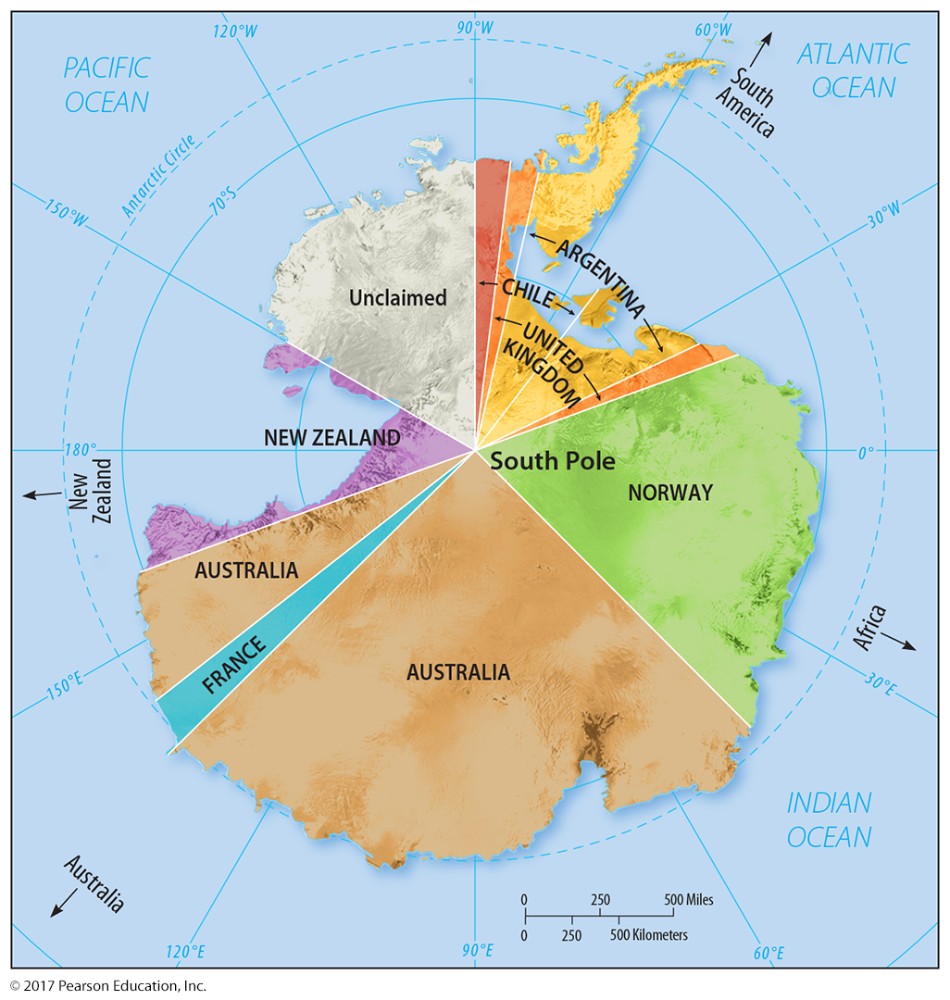 120°W
90°W
60°W
PACIFIC
OCEAN
ATLANTIC
OCEAN
South
America
Antarctic Circle
70°S
150°W
30°W
ARGENTINA
CHILE
Unclaimed
UNITED
KINGDOM
NEW ZEALAND
180°
South Pole
0°
New
Zealand
NORWAY
AUSTRALIA
Africa
FRANCE
AUSTRALIA
150°E
30°E
INDIAN
OCEAN
Australia
0 250 500 Miles
0 250 500 Kilometers
120°E
90°E
60°E
© 2017 Pearson Education, Inc.